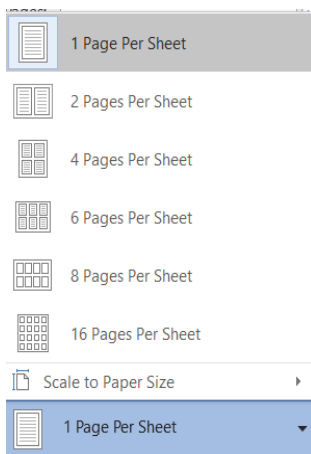 1 Page Per Sheet
2 Pages Per Sheet
4 Pages Per Sheet
6 Pages Per Sheet
8 Pages Per Sheet
16 Pages Per Sheet
Scale to Paper Size
1 Page Per Sheet